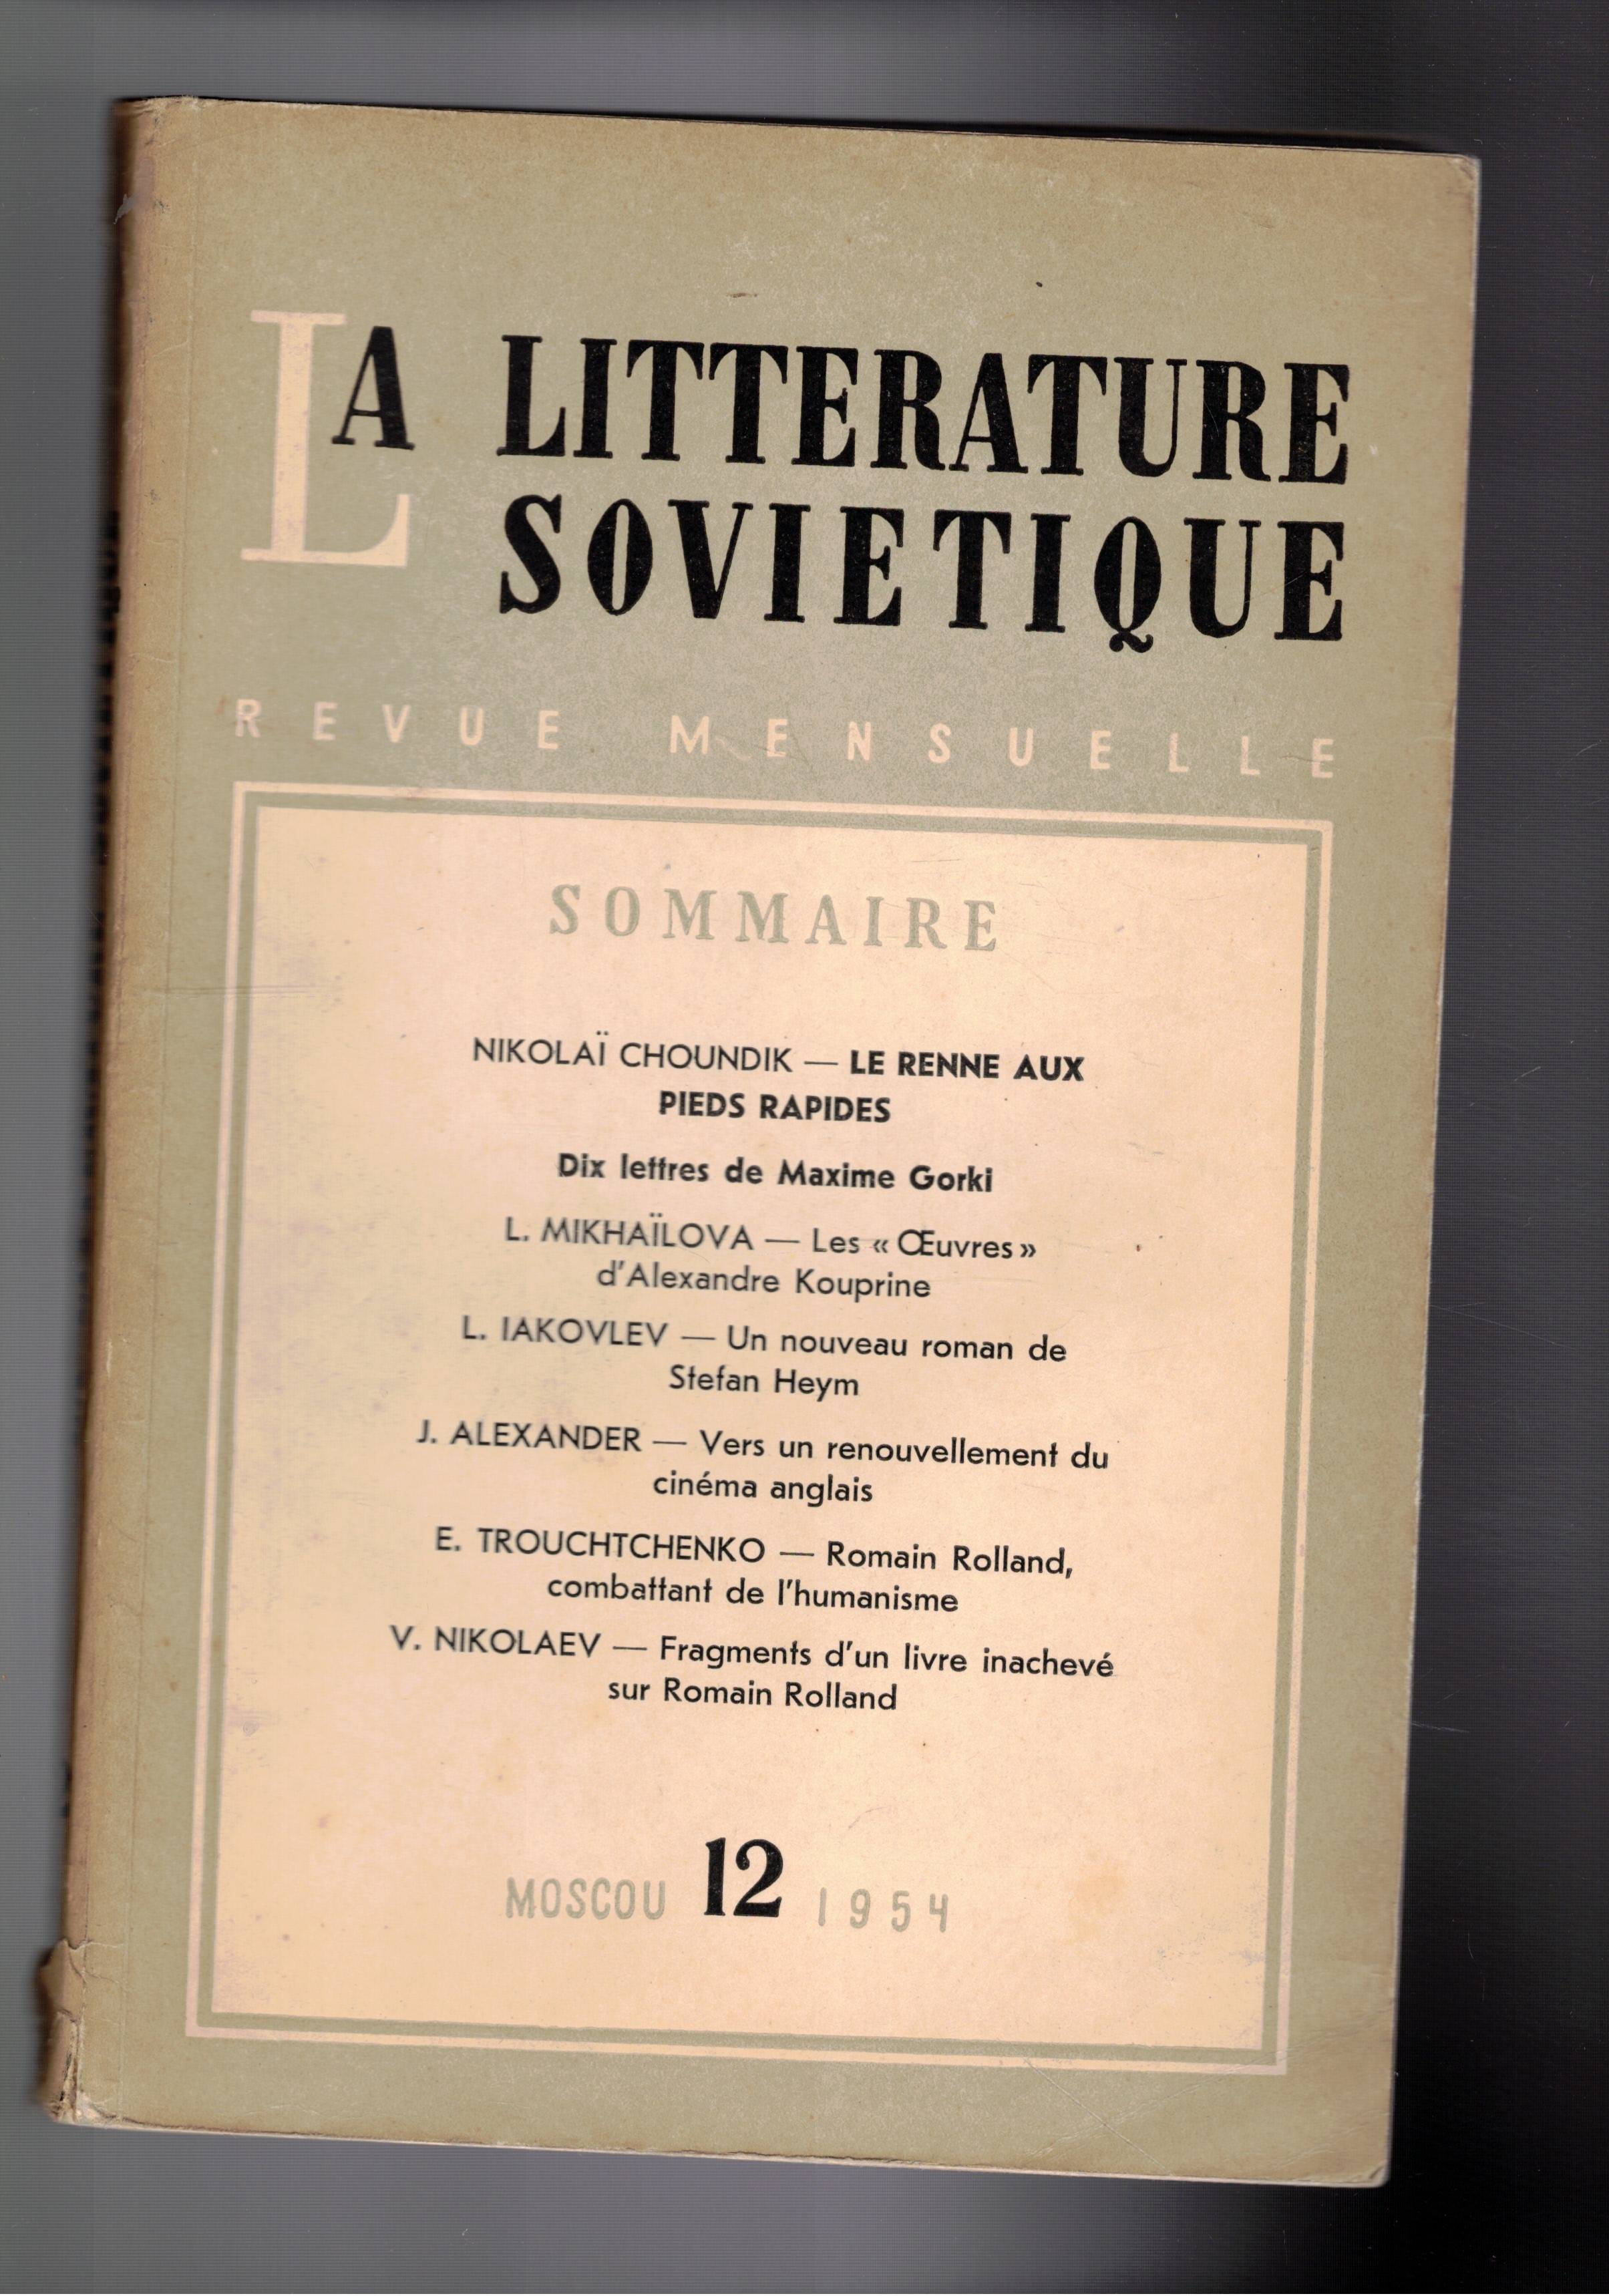 LA LITTERATURE
SOVIETIQUE
REVUE MENSUELLE
SOMMAIRE
NIKOLAÏ CHOUNDIK — LE RENNE AUX
PIEDS RAPIDES
Dix lettres de Maxime Gorki
L. MIKHAÏLOVA — Les « Œuvres »
d'Alexandre Kouprine
L. IAKOVLEV — Un nouveau roman de
Stefan Heym
J. ALEXANDER — Vers un renouvellement du
cinéma anglais
E. TROUCHTCHENKO — Romain Rolland,
combattant de l'humanisme
V. NIKOLAEV — Fragments d'un livre inachevé
sur Romain Rolland
MOSCOU 12 1954